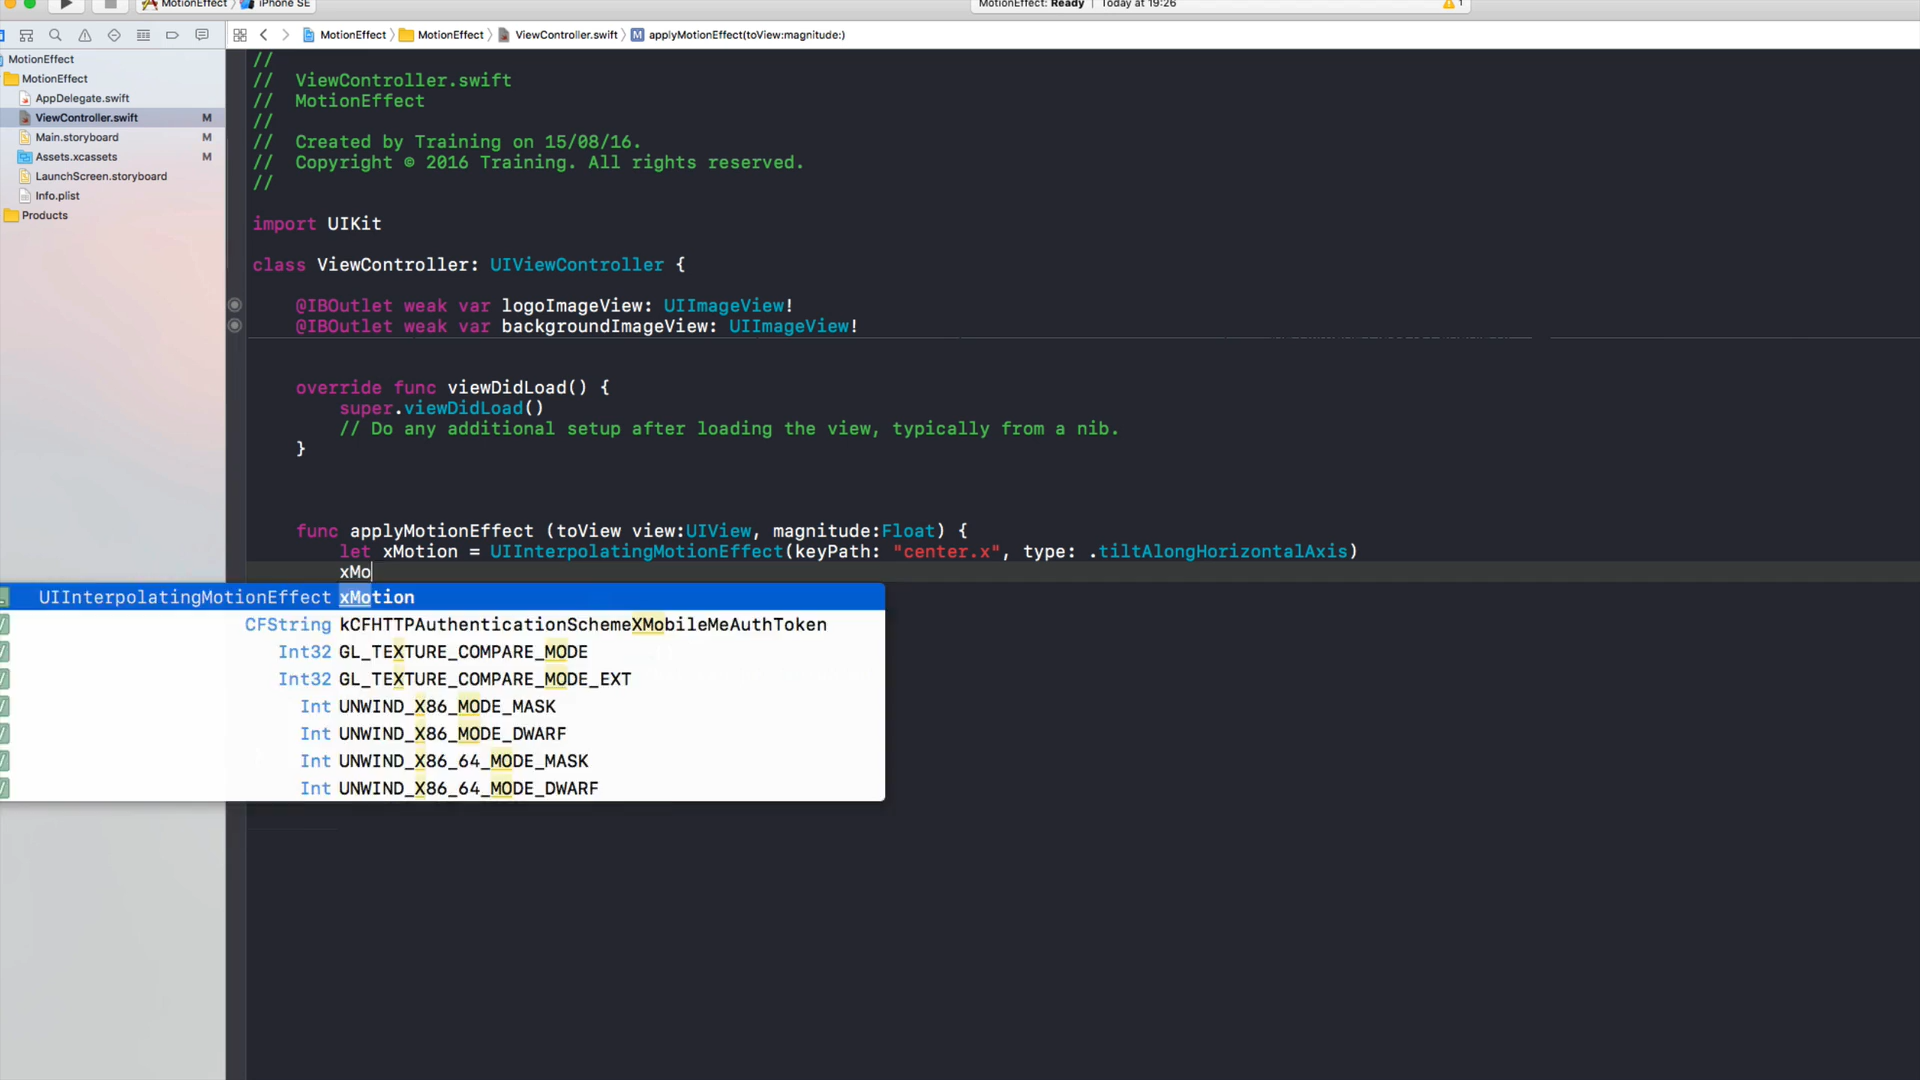 MotionEffect iPhone SE
MotionEffect: Ready | Today at 19:26
1
MotionEffect MotionEffect ViewController.swift M applyMotionEffect(toView:magnitude:)
MotionEffect
MotionEffect
AppDelegate.swift
ViewController.swift M
Main.storyboard M
Assets.xcassets M
LaunchScreen.storyboard
Info.plist
Products
//
// ViewController.swift
// MotionEffect
//
// Created by Training on 15/08/16.
// Copyright © 2016 Training. All rights reserved.
//
import UIKit
class ViewController: UIViewController {
@IBOutlet weak var logoImageView: UIImageView!
@IBOutlet weak var backgroundImageView: UIImageView!
override func viewDidLoad() {
super.viewDidLoad()
// Do any additional setup after loading the view, typically from a nib.
}
func applyMotionEffect (toView view:UIView, magnitude:Float) {
let xMotion = UIInterpolatingMotionEffect(keyPath: "center.x", type: .tiltAlongHorizontalAxis)
xMo
UIInterpolatingMotionEffect xMotion
CFString kCFHTTPAuthenticationSchemeXMobileMeAuthToken
Int32 GL_TEXTURE_COMPARE_MODE
Int32 GL_TEXTURE_COMPARE_MODE_EXT
Int UNWIND_X86_MODE_MASK
Int UNWIND_X86_MODE_DWARF
Int UNWIND_X86_64_MODE_MASK
Int UNWIND_X86_64_MODE_DWARF